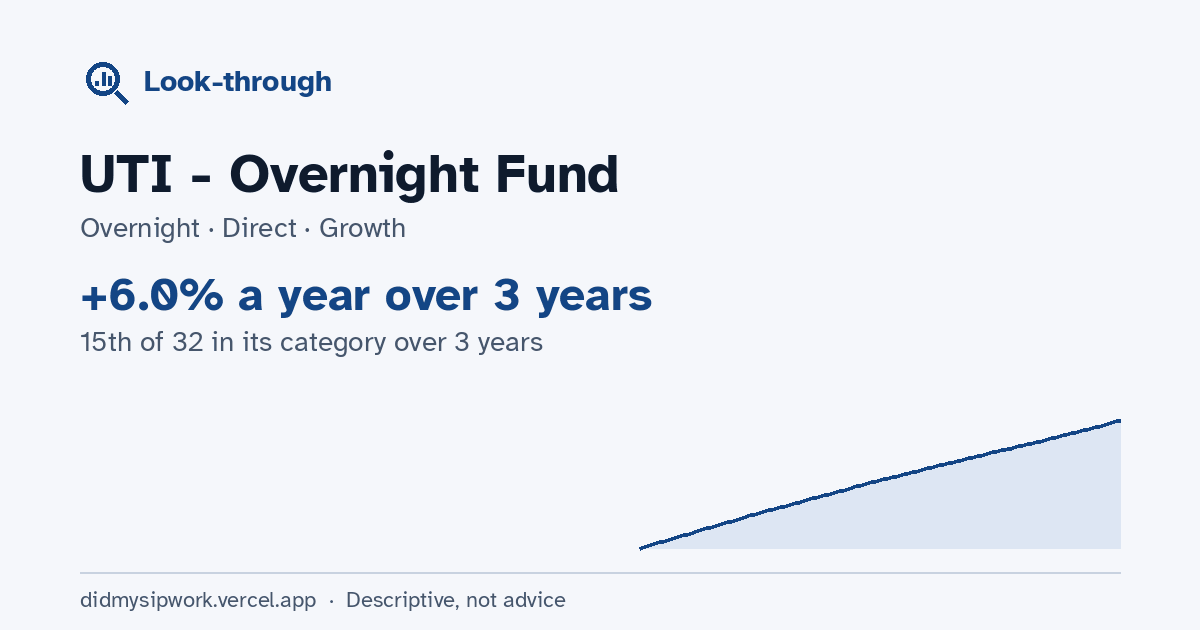 Look-through
UTI - Overnight Fund
Overnight · Direct · Growth
+6.0% a year over 3 years
15th of 32 in its category over 3 years
didmysipwork.vercel.app · Descriptive, not advice